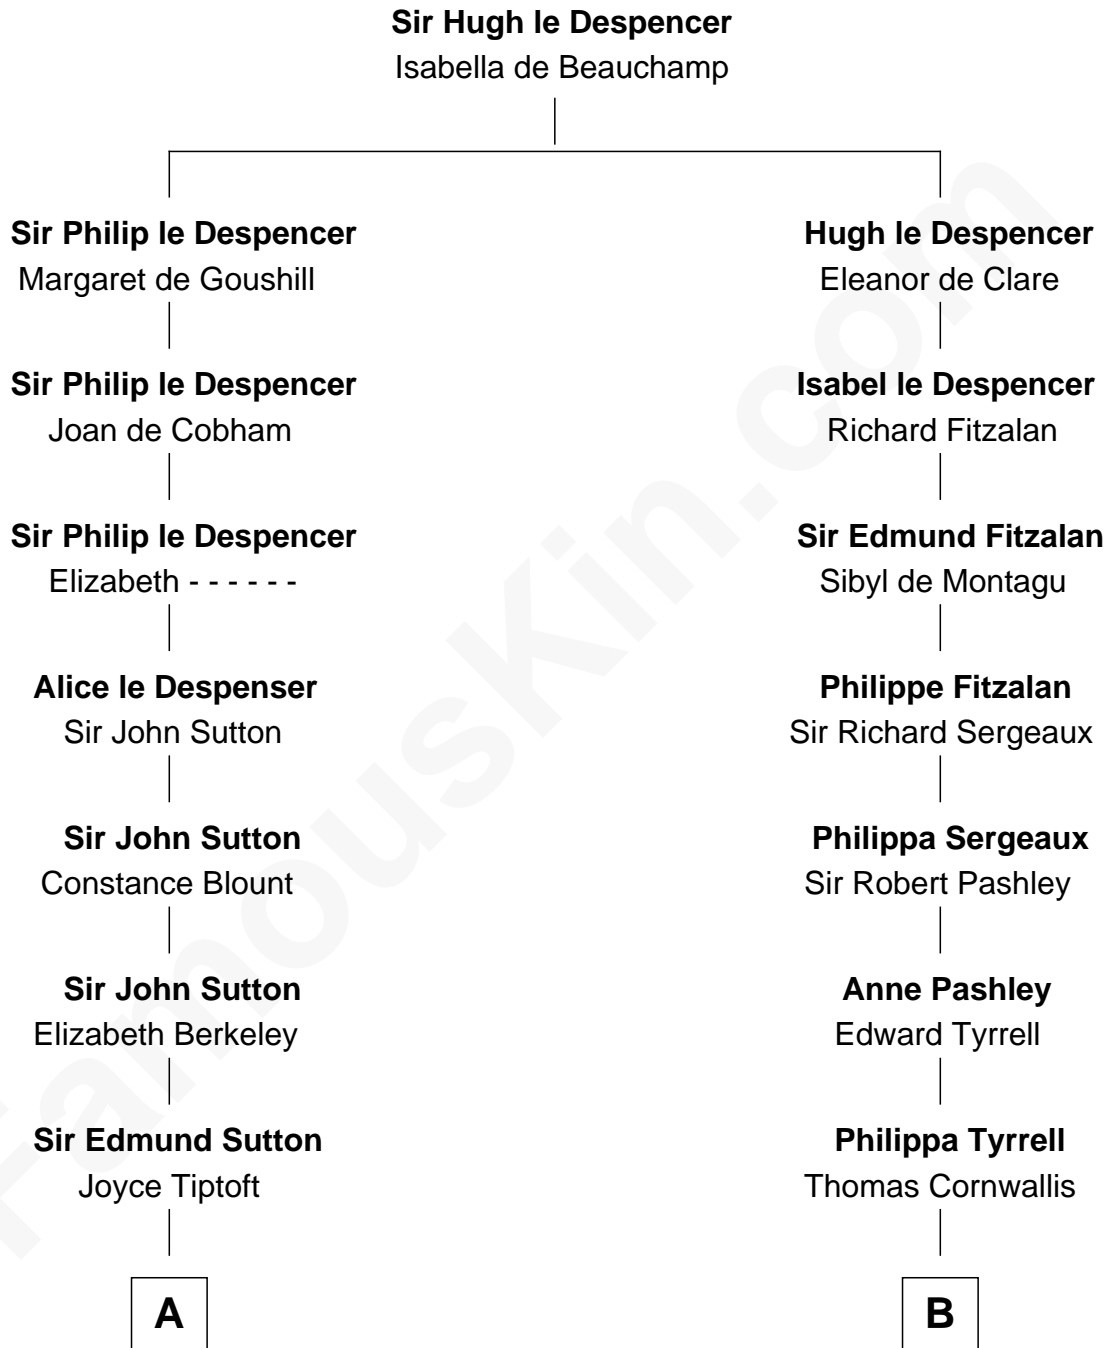 Sir Hugh le Despencer
Isabella de Beauchamp
Sir Philip le Despencer
Margaret de Goushill
Hugh le Despencer
Eleanor de Clare
Sir Philip le Despencer
Joan de Cobham
Isabel le Despencer
Richard Fitzalan
Sir Philip le Despencer
Elizabeth - - - - - -
Sir Edmund Fitzalan
Sibyl de Montagu
Alice le Despenser
Sir John Sutton
Philippe Fitzalan
Sir Richard Sergeaux
Sir John Sutton
Constance Blount
Philippa Sergeaux
Sir Robert Pashley
Sir John Sutton
Elizabeth Berkeley
Anne Pashley
Edward Tyrrell
Sir Edmund Sutton
Joyce Tiptoft
Philippa Tyrrell
Thomas Cornwallis
A
B
FamousKin.com